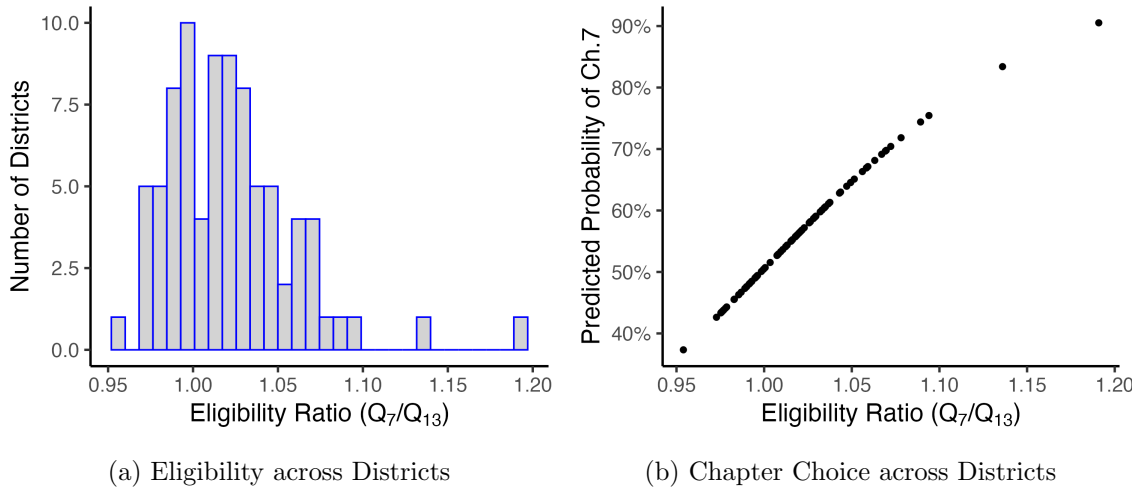 10.0
7.5
5.0
2.5
0.0
Number of Districts
0.95 1.00 1.05 1.10 1.15 1.20
Eligibility Ratio (Q7/Q13)
(a) Eligibility across Districts
90%
80%
70%
60%
50%
40%
Predicted Probability of Ch.7
0.95 1.00 1.05 1.10 1.15 1.20
Eligibility Ratio (Q7/Q13)
(b) Chapter Choice across Districts